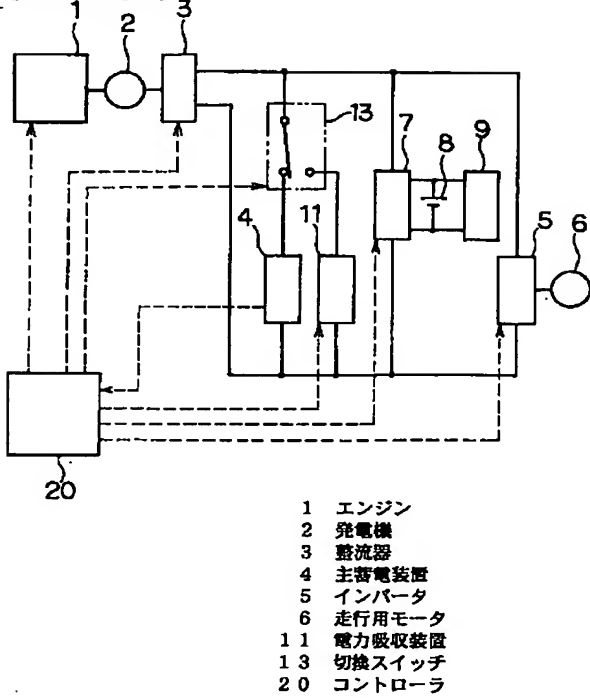 1
2
3
13
7
8
9
4
11
5
6
20
1 エンジン
2 発電機
3 整流器
4 主蓄電装置
5 インバータ
6 走行用モータ
11 電力吸収装置
13 切換スイッチ
20 コントローラ